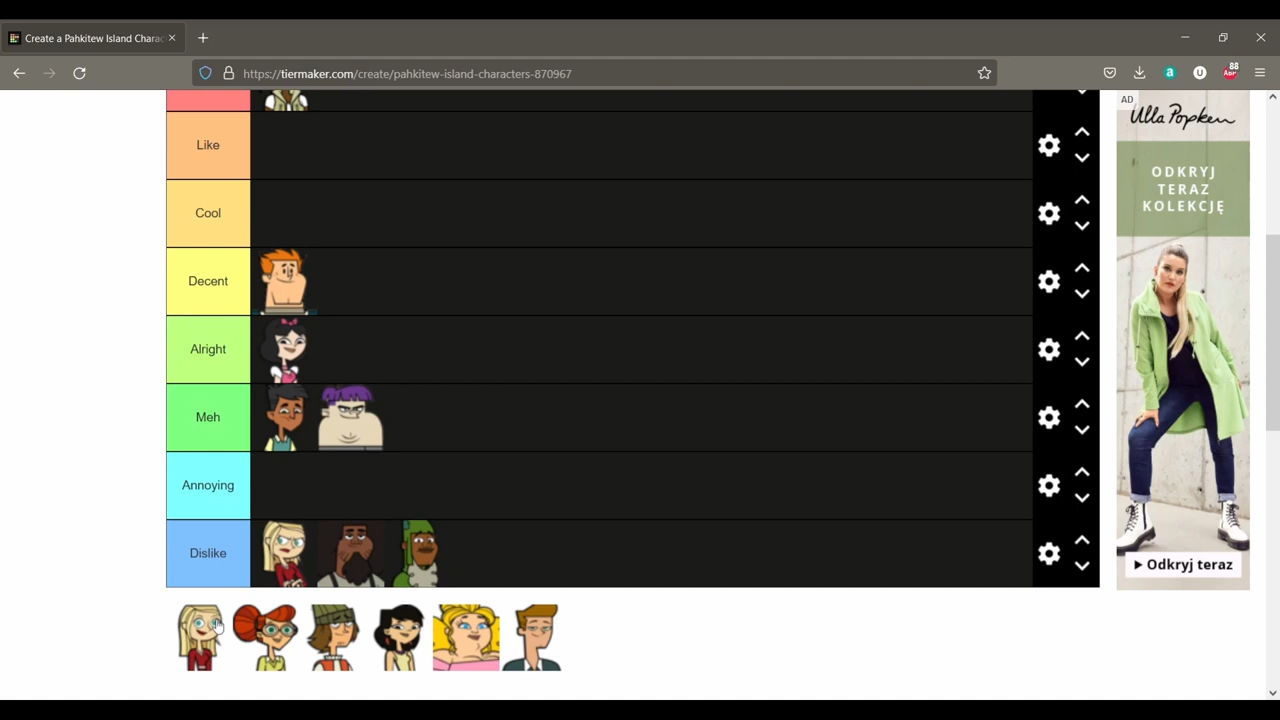 Create a Pahkitew Island Charac
https://tiermaker.com/create/pahkitew-island-characters-870967
88
ABP
a
U
AD
Ulla Popken
Like
ODKRYJ
TERAZ
KOLEKCJĘ
Cool
Decent
Alright
Meh
Annoying
Dislike
Odkryj teraz